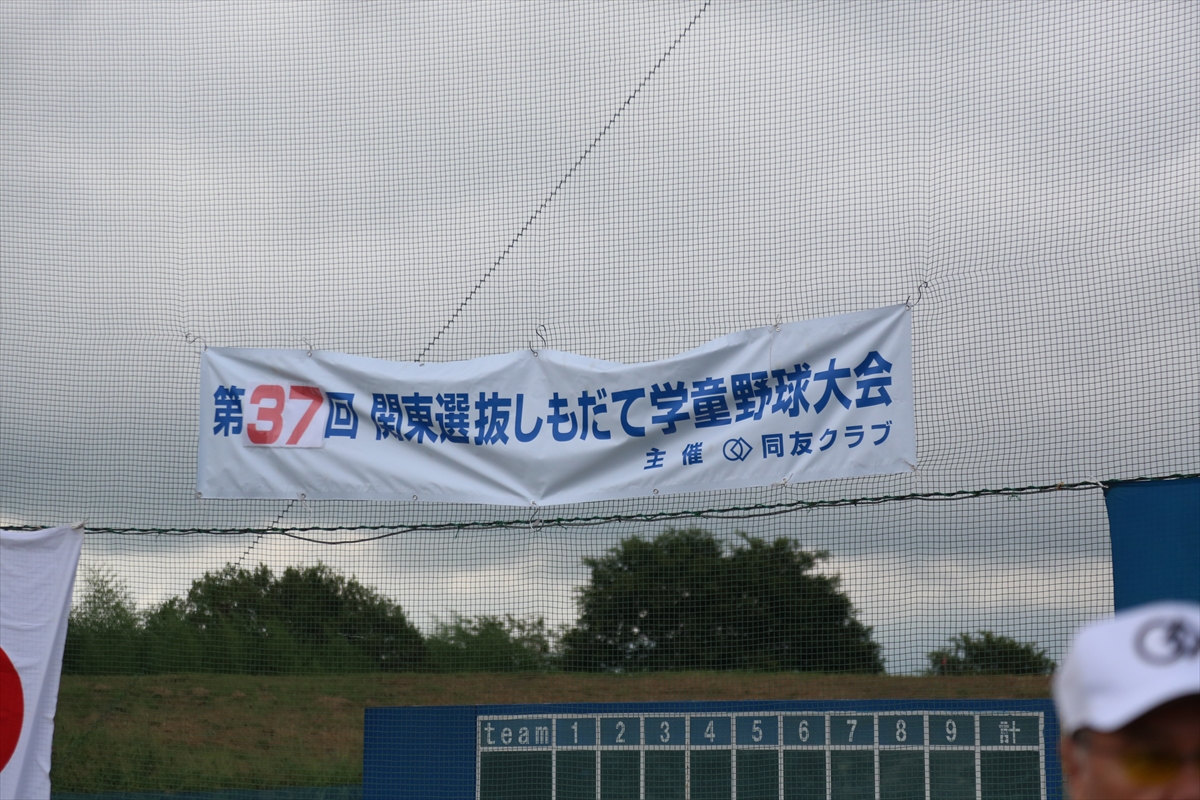 第37回 関東選抜しもだて学童野球大会
主催 同友クラブ
team 1 2 3 4 5 6 7 8 9 計